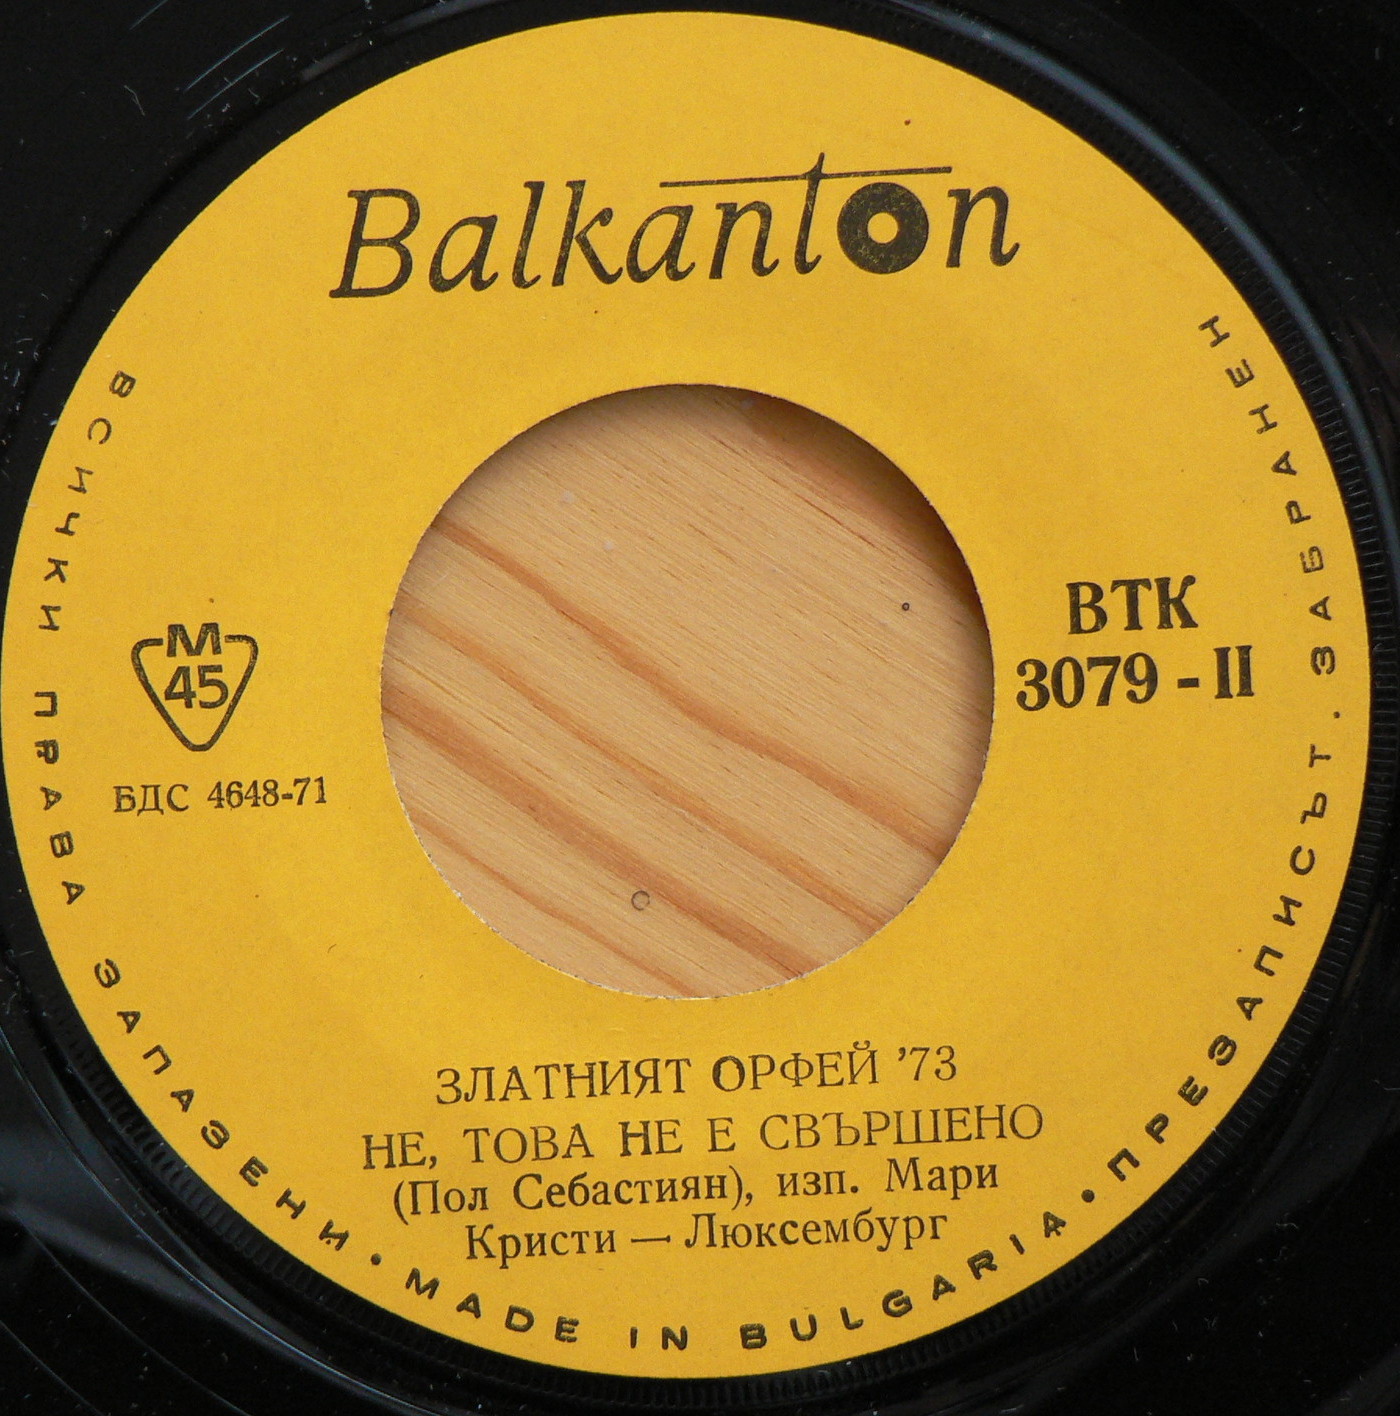 Balkanton
ВТК
3079 - II
М
45
БДС 4648-71
ЗЛАТНИЯТ ОРФЕЙ ’73
НЕ, ТОВА НЕ Е СВЪРШЕНО
(Пол Себастиян), изп. Мари
Кристи — Люксембург
ВСИЧКИ ПРАВА ЗАПАЗЕНИ • MADE IN BULGARIA • ПРЕЗАПИСЪТ . ЗАБРАНЕН